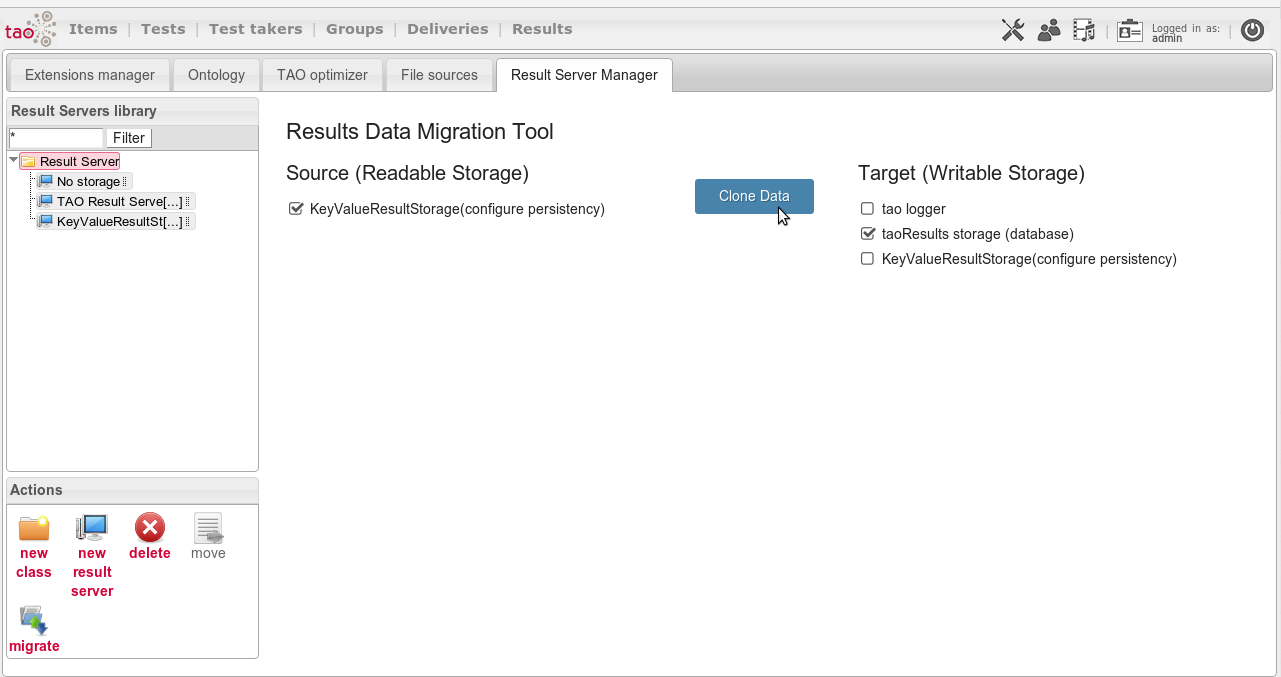 tao Items | Tests | Test takers | Groups | Deliveries | Results | | Logged in as:
admin
Extensions manager Ontology TAO optimizer File sources Result Server Manager
Result Servers library
* Filter
Result Server
No storage
TAO Result Serve[...]
KeyValueResultSt[...]
Actions
new class
new result server
delete
move
migrate
Results Data Migration Tool
Source (Readable Storage)
KeyValueResultStorage(configure persistency)
Clone Data
Target (Writable Storage)
tao logger
taoResults storage (database)
KeyValueResultStorage(configure persistency)